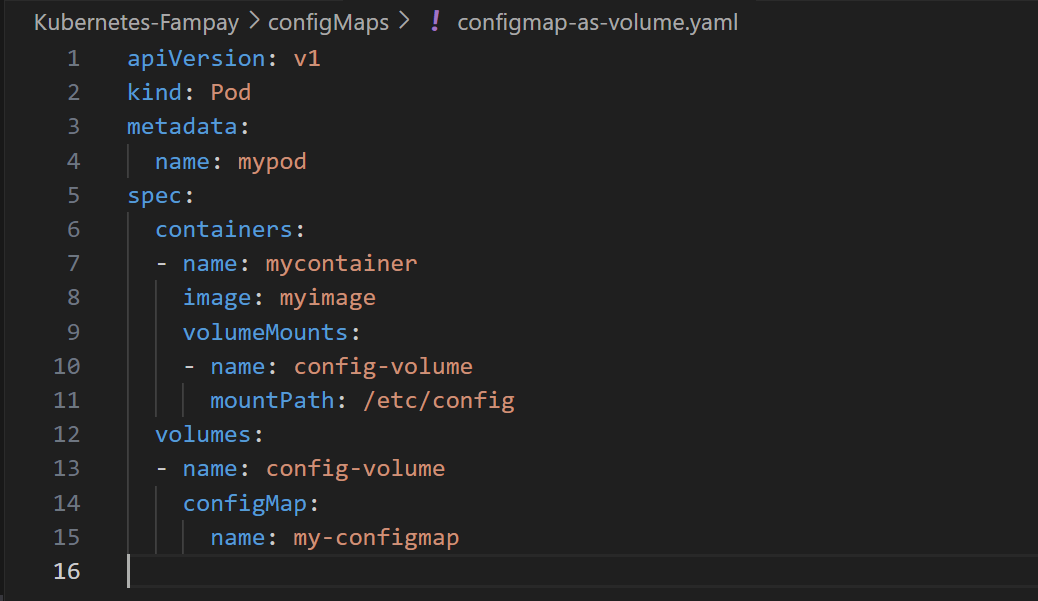 Kubernetes-Fampay > configMaps > ! configmap-as-volume.yaml
1 apiVersion: v1
2 kind: Pod
3 metadata:
4   name: mypod
5 spec:
6   containers:
7   - name: mycontainer
8     image: myimage
9     volumeMounts:
10     - name: config-volume
11       mountPath: /etc/config
12   volumes:
13   - name: config-volume
14     configMap:
15       name: my-configmap
16